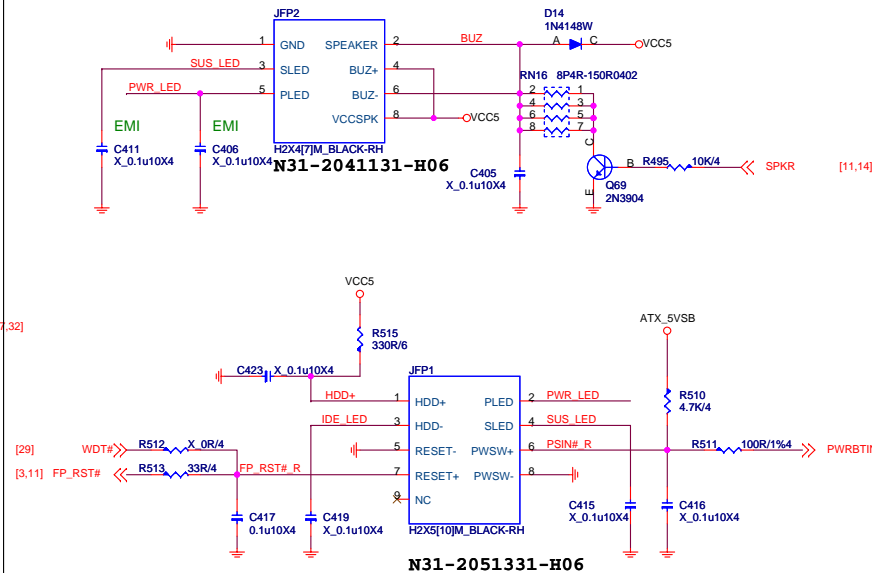 JFP2
D14
1N4148W
1 GND SPEAKER 2 BUZ A C VCC5
SUS_LED 3 SLED BUZ+ 4
RN16 8P4R-150R0402
PWR_LED 5 PLED BUZ- 6
2 1
4 3
6 5
8 7
VCCSPK 8 VCC5
EMI EMI
C411
X_0.1u10X4
C406
X_0.1u10X4
H2X4[7]M_BLACK-RH
N31-2041131-H06
C405
X_0.1u10X4
C
B
E
Q69
2N3904
R495 10K/4 SPKR [11,14]
VCC5
7,32]
R515
330R/6
ATX_5VSB
C423 X_0.1u10X4
JFP1
HDD+ 1 HDD+ PLED 2 PWR_LED
R510
4.7K/4
IDE_LED 3 HDD- SLED 4 SUS_LED
[29] WDT# R512 X_0R/4
5 RESET- PWSW+ 6 PSIN#_R
R511 100R/1%4 PWRBTIN
[3,11] FP_RST# R513 33R/4 FP_RST#_R
7 RESET+ PWSW- 8
9 NC
C417
0.1u10X4
C419
X_0.1u10X4
C415
X_0.1u10X4
C416
X_0.1u10X4
H2X5[10]M_BLACK-RH
N31-2051331-H06